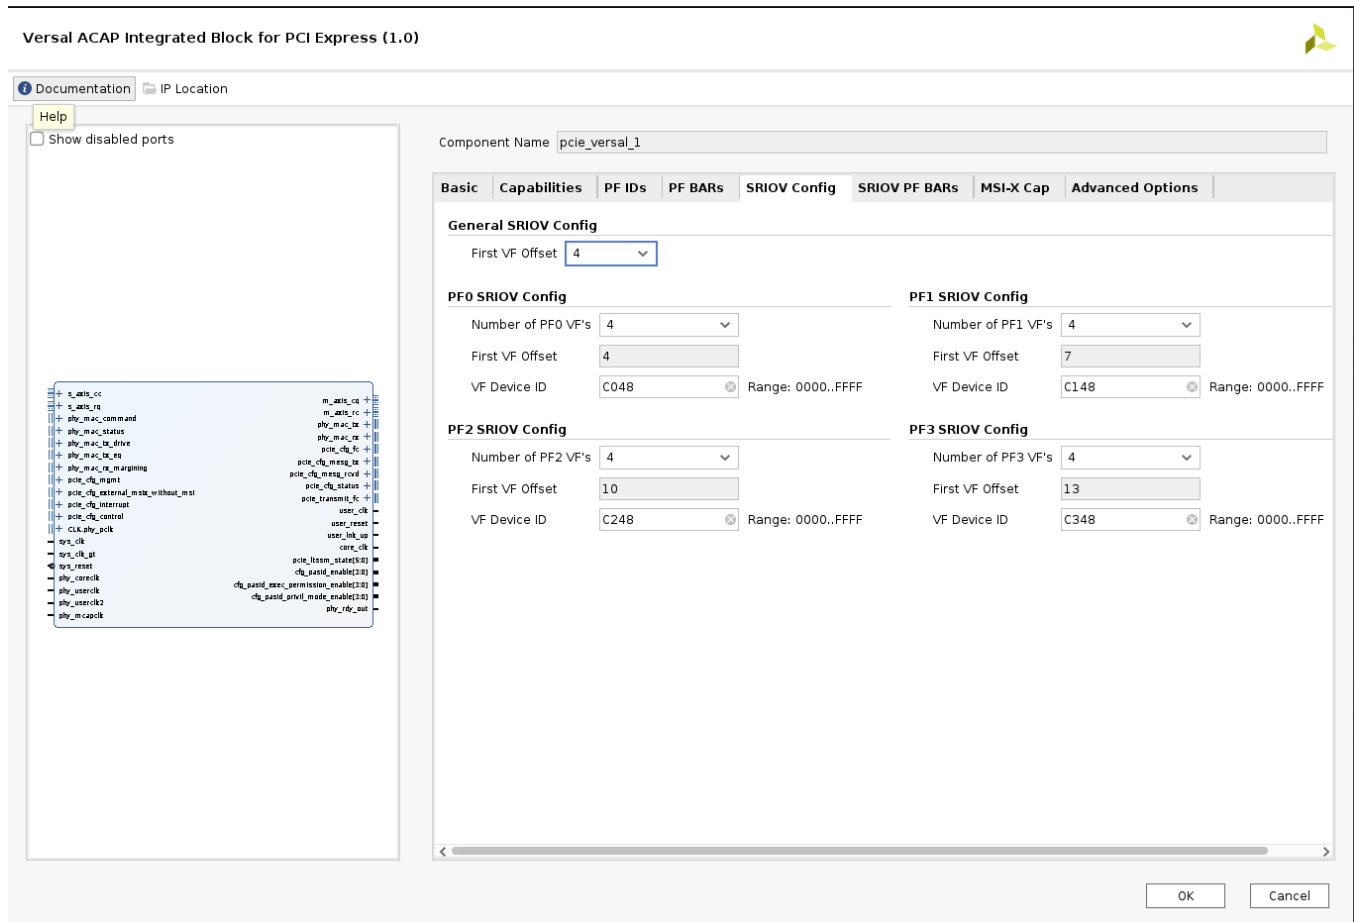 Versal ACAP Integrated Block for PCI Express (1.0)
Documentation IP Location
Help
Show disabled ports
s_axis_cc
s_axis_rq
phy_mac_command
phy_mac_status
phy_mac_tx_drive
phy_mac_tx_eq
phy_mac_rx_margining
pcie_cfg_mgmt
pcie_cfg_external_msix_without_msi
pcie_cfg_interrupt
pcie_cfg_control
CLK.phy_pclk
sys_clk
sys_clk_gt
sys_reset
phy_coreclk
phy_userclk
phy_userclk2
phy_mcapclk
m_axis_cq
m_axis_rc
phy_mac_tx
phy_mac_rx
pcie_cfg_fc
pcie_cfg_mesg_tx
pcie_cfg_mesg_rcvd
pcie_cfg_status
pcie_transmit_fc
user_clk
user_reset
user_lnk_up
core_clk
pcie_ltssm_state[5:0]
cfg_pasid_enable[3:0]
cfg_pasid_exec_permission_enable[3:0]
cfg_pasid_privil_mode_enable[3:0]
phy_rdy_out
Component Name pcie_versal_1
Basic Capabilities PF IDs PF BARs SRIOV Config SRIOV PF BARs MSI-X Cap Advanced Options
General SRIOV Config
First VF Offset 4
PF0 SRIOV Config
Number of PF0 VF's 4
First VF Offset 4
VF Device ID C048 Range: 0000..FFFF
PF1 SRIOV Config
Number of PF1 VF's 4
First VF Offset 7
VF Device ID C148 Range: 0000..FFFF
PF2 SRIOV Config
Number of PF2 VF's 4
First VF Offset 10
VF Device ID C248 Range: 0000..FFFF
PF3 SRIOV Config
Number of PF3 VF's 4
First VF Offset 13
VF Device ID C348 Range: 0000..FFFF
OK Cancel